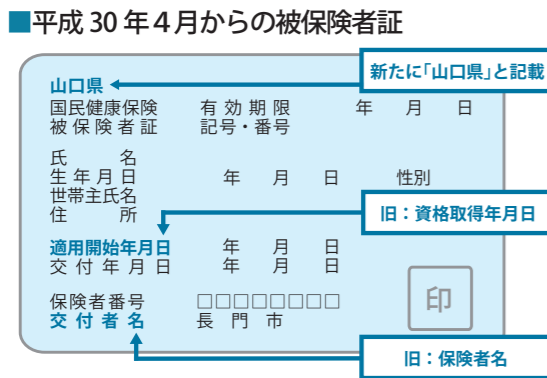 ■平成30年4月からの被保険者証
新たに「山口県」と記載
山口県
国民健康保険 有効期限 年 月 日
被保険者証 記号・番号
氏 名
生年月日 年 月 日 性別
世帯主氏名
住 所
旧：資格取得年月日
適用開始年月日 年 月 日
交付年月日 年 月 日
保険者番号 □□□□□□□□
交付者名 長門市
印
旧：保険者名